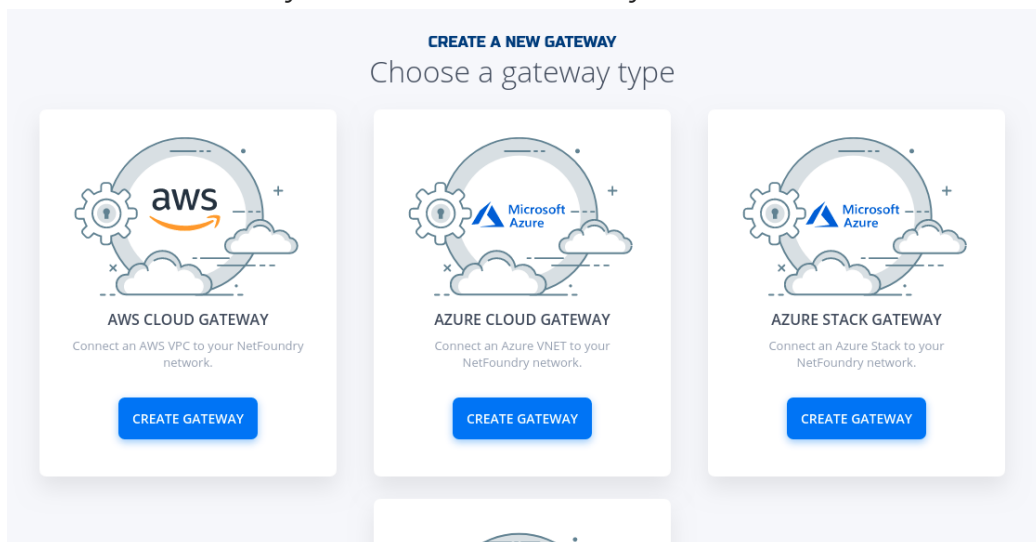 CREATE A NEW GATEWAY
Choose a gateway type
aws
Microsoft
Azure
Microsoft
Azure
AWS CLOUD GATEWAY
AZURE CLOUD GATEWAY
AZURE STACK GATEWAY
Connect an AWS VPC to your NetFoundry
network.
Connect an Azure VNET to your
NetFoundry network.
Connect an Azure Stack to your
NetFoundry network.
CREATE GATEWAY
CREATE GATEWAY
CREATE GATEWAY